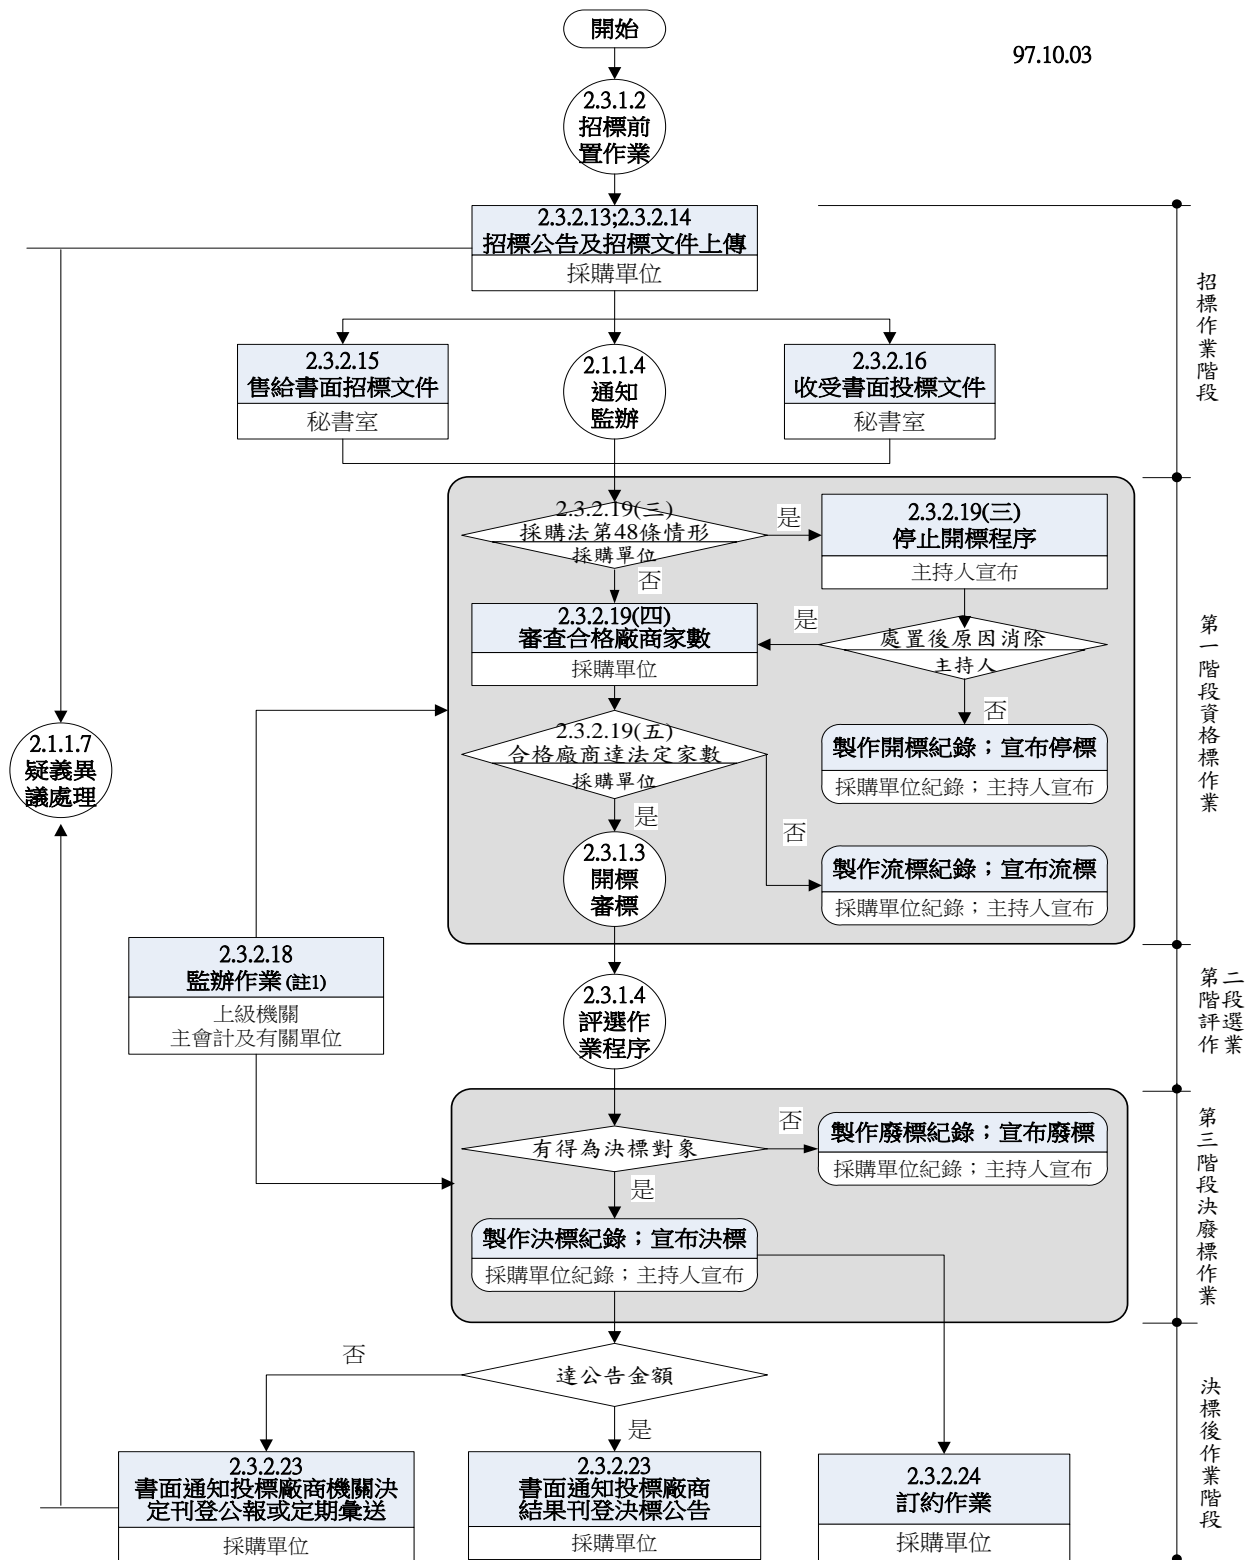 開始
97.10.03
2.3.1.2
招標前
置作業
2.3.2.13;2.3.2.14
招標公告及招標文件上傳
採購單位
招標作業階段
2.3.2.15
售給書面招標文件
秘書室
2.1.1.4
通知
監辦
2.3.2.16
收受書面投標文件
秘書室
2.3.2.19(三)
採購法第48條情形
採購單位
是
否
2.3.2.19(三)
停止開標程序
主持人宣布
2.3.2.19(四)
審查合格廠商家數
採購單位
是
處置後原因消除
主持人
否
第一階段資格標作業
2.3.2.19(五)
合格廠商達法定家數
採購單位
是
否
製作開標紀錄；宣布停標
採購單位紀錄；主持人宣布
2.1.1.7
疑義異
議處理
2.3.1.3
開標
審標
製作流標紀錄；宣布流標
採購單位紀錄；主持人宣布
2.3.2.18
監辦作業(註1)
上級機關
主會計及有關單位
2.3.1.4
評選作
業程序
第二階段評選作業
有得為決標對象
否
是
製作廢標紀錄；宣布廢標
採購單位紀錄；主持人宣布
製作決標紀錄；宣布決標
採購單位紀錄；主持人宣布
第三階段決廢標作業
達公告金額
否
是
2.3.2.23
書面通知投標廠商機關決
定刊登公報或定期彙送
採購單位
2.3.2.23
書面通知投標廠商
結果刊登決標公告
採購單位
2.3.2.24
訂約作業
採購單位
決標後作業階段